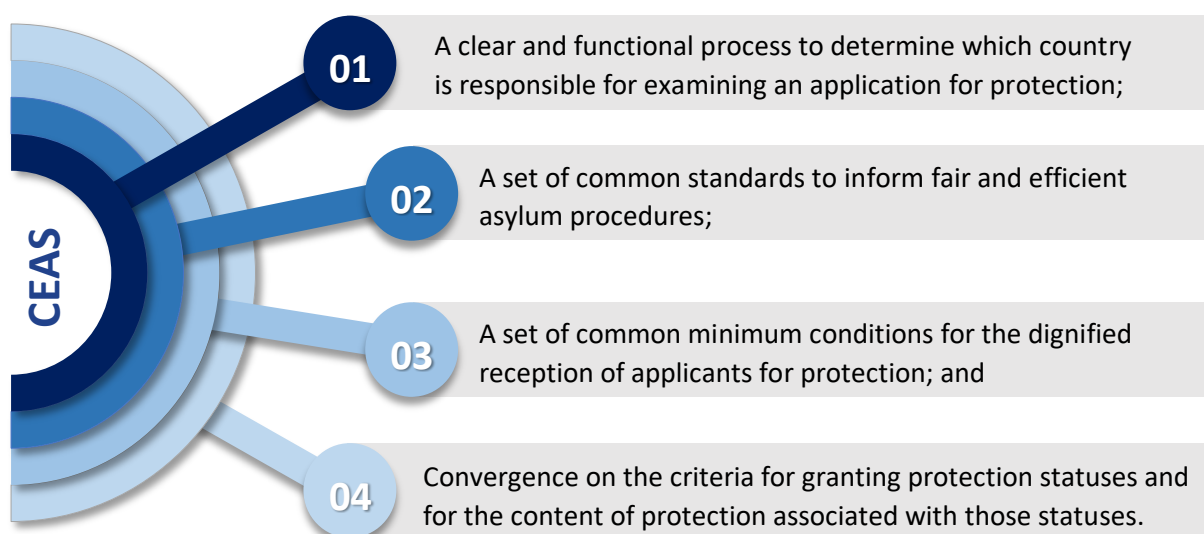 CEAS
01
A clear and functional process to determine which country
is responsible for examining an application for protection;
02
A set of common standards to inform fair and efficient
asylum procedures;
03
A set of common minimum conditions for the dignified
reception of applicants for protection; and
04
Convergence on the criteria for granting protection statuses and
for the content of protection associated with those statuses.